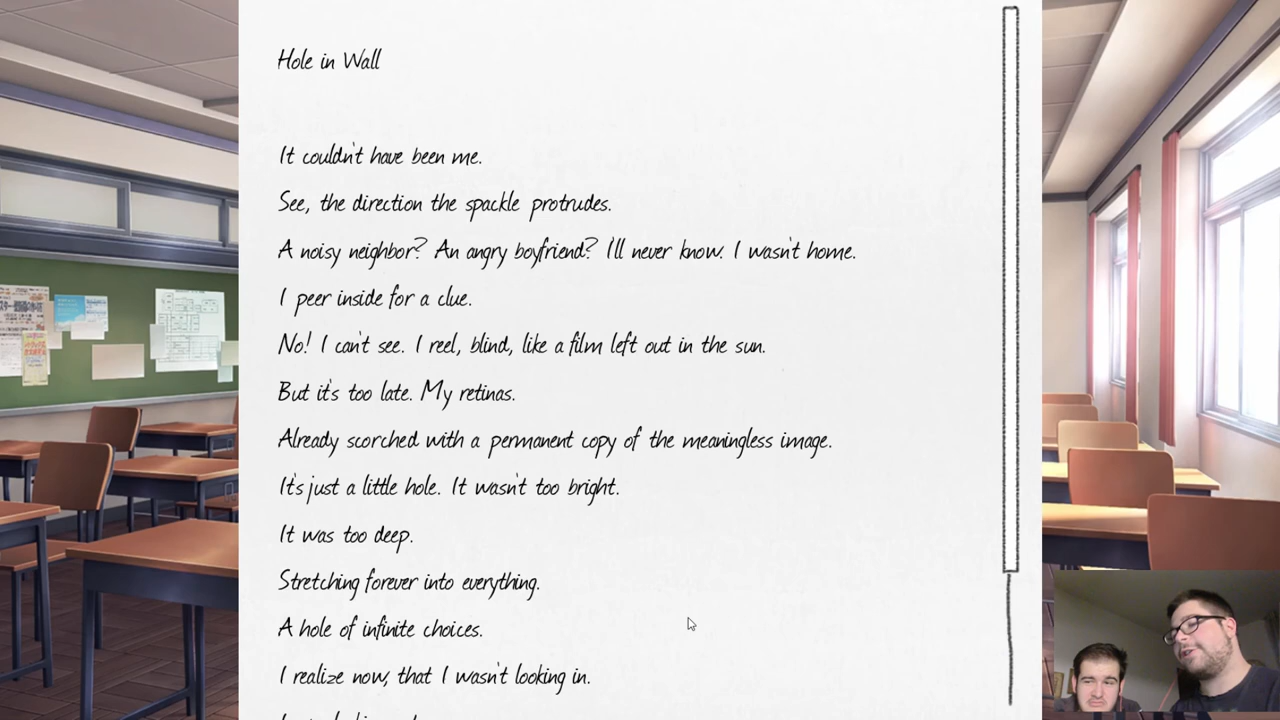 Hole in Wall
It couldn't have been me.
See, the direction the spackle protrudes.
A noisy neighbor? An angry boyfriend? I'll never know. I wasn't home.
I peer inside for a clue.
No! I can't see. I reel, blind, like a film left out in the sun.
But it's too late. My retinas.
Already scorched with a permanent copy of the meaningless image.
It's just a little hole. It wasn't too bright.
It was too deep.
Stretching forever into everything.
A hole of infinite choices.
I realize now, that I wasn't looking in.